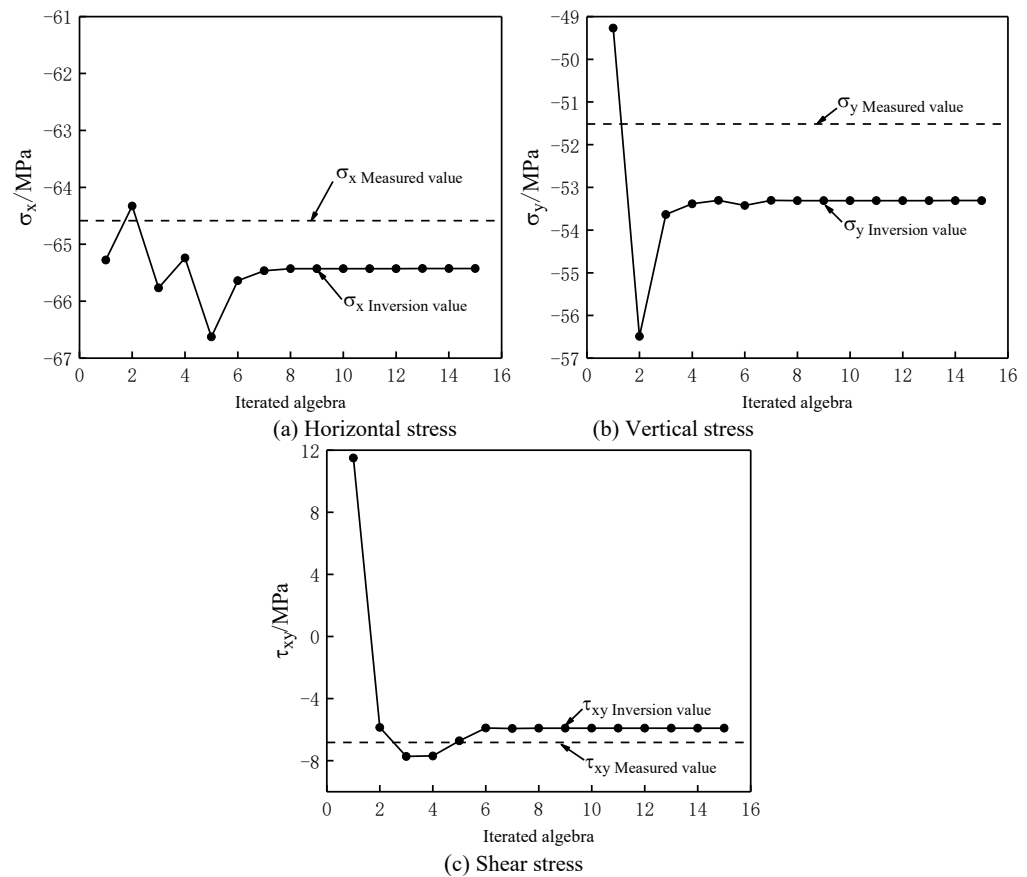 −61
−62
−63
−64
−65
−66
−67
σx/MPa
σx Measured value
σx Inversion value
0 2 4 6 8 10 12 14 16
Iterated algebra
(a) Horizontal stress
−49
−50
−51
−52
−53
−54
−55
−56
−57
σy/MPa
σy Measured value
σy Inversion value
0 2 4 6 8 10 12 14 16
Iterated algebra
(b) Vertical stress
12
8
4
0
−4
−8
τxy/MPa
τxy Inversion value
τxy Measured value
0 2 4 6 8 10 12 14 16
Iterated algebra
(c) Shear stress